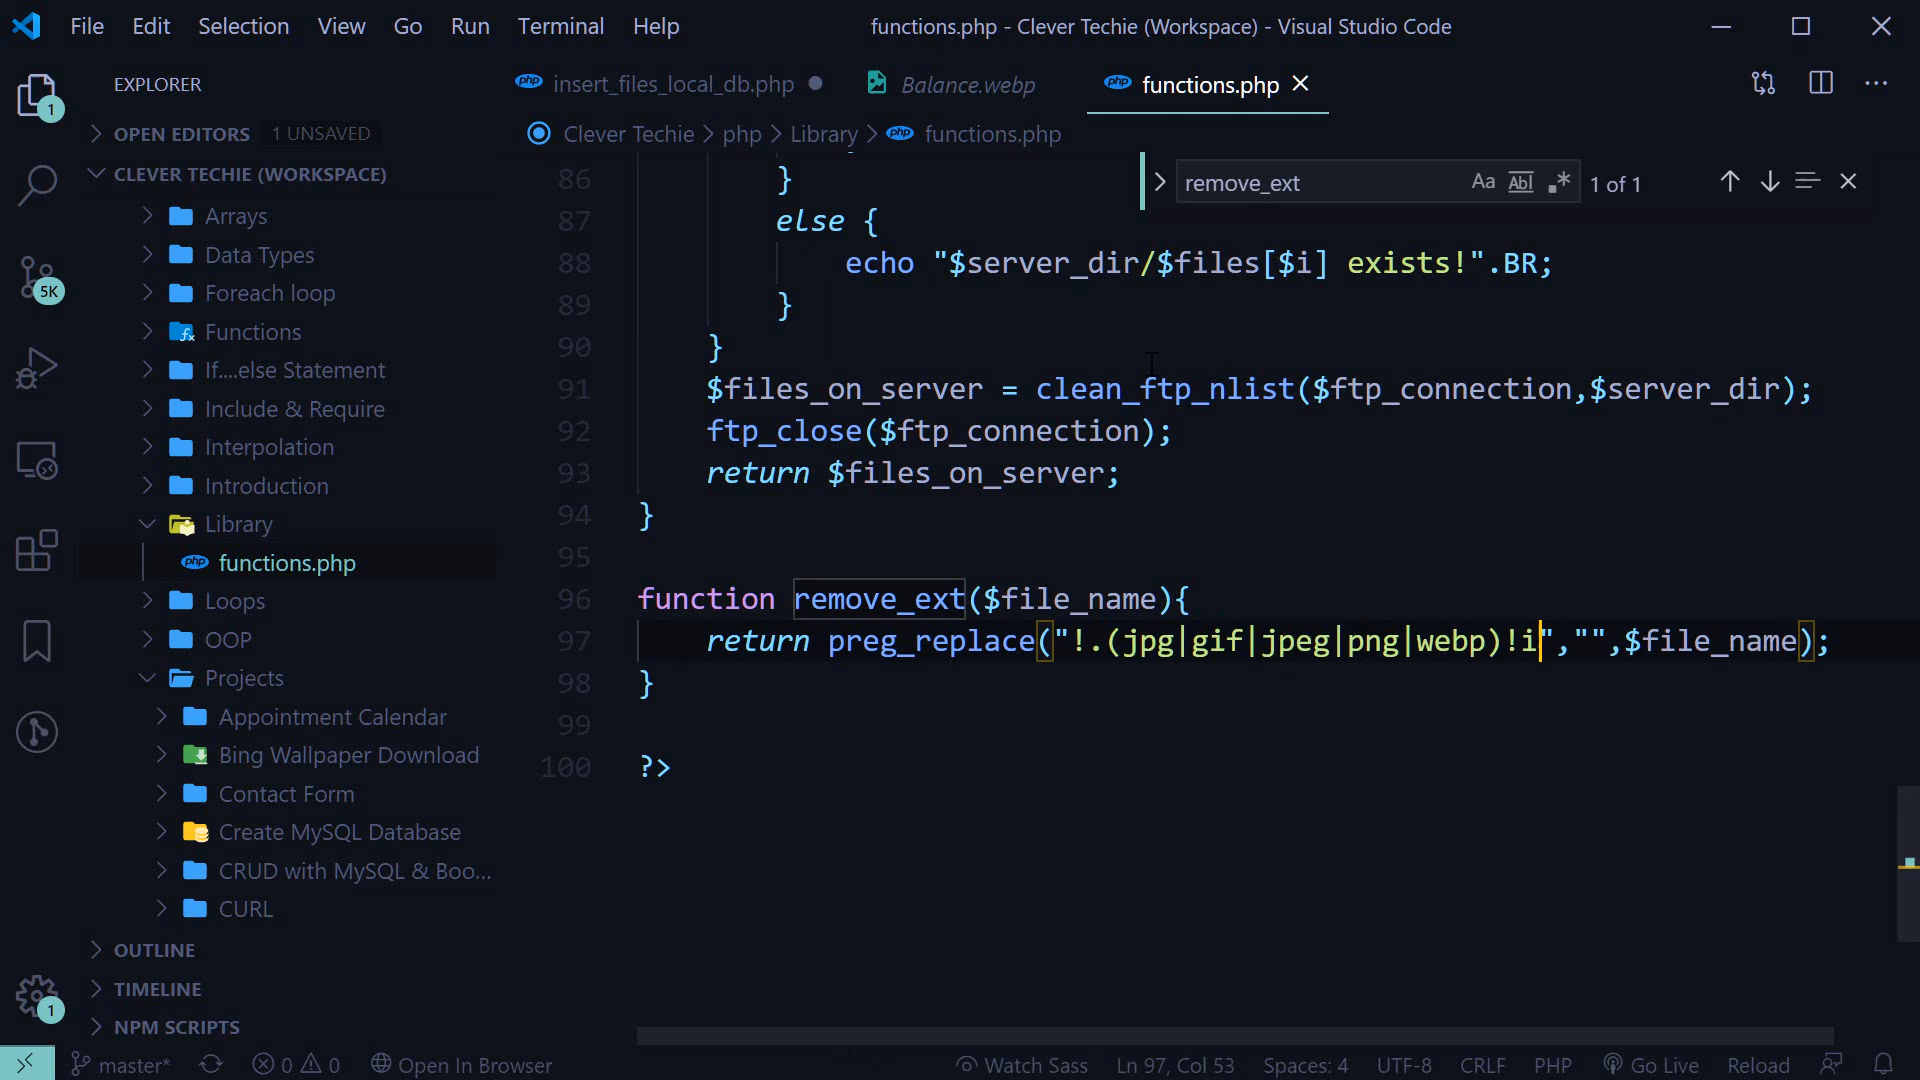 File Edit Selection View Go Run Terminal Help
functions.php - Clever Techie (Workspace) - Visual Studio Code
EXPLORER
1
OPEN EDITORS 1 UNSAVED
CLEVER TECHIE (WORKSPACE)
Arrays
Data Types
5K
Foreach loop
Functions
If....else Statement
Include & Require
Interpolation
Introduction
Library
php functions.php
Loops
OOP
Projects
Appointment Calendar
Bing Wallpaper Download
Contact Form
Create MySQL Database
CRUD with MySQL & Boo...
CURL
OUTLINE
TIMELINE
1
NPM SCRIPTS
php insert_files_local_db.php
Balance.webp
php functions.php
Clever Techie > php > Library > php functions.php
remove_ext Aa Abl .* 1 of 1
86 }
87 else {
88 echo "$server_dir/$files[$i] exists!".BR;
89 }
90 }
91 $files_on_server = clean_ftp_nlist($ftp_connection,$server_dir);
92 ftp_close($ftp_connection);
93 return $files_on_server;
94 }
95
96 function remove_ext($file_name){
97 return preg_replace("!.(jpg|gif|jpeg|png|webp)!i","",$file_name);
98 }
99
100 ?>
master* 0 0 Open In Browser Watch Sass Ln 97, Col 53 Spaces: 4 UTF-8 CRLF PHP Go Live Reload